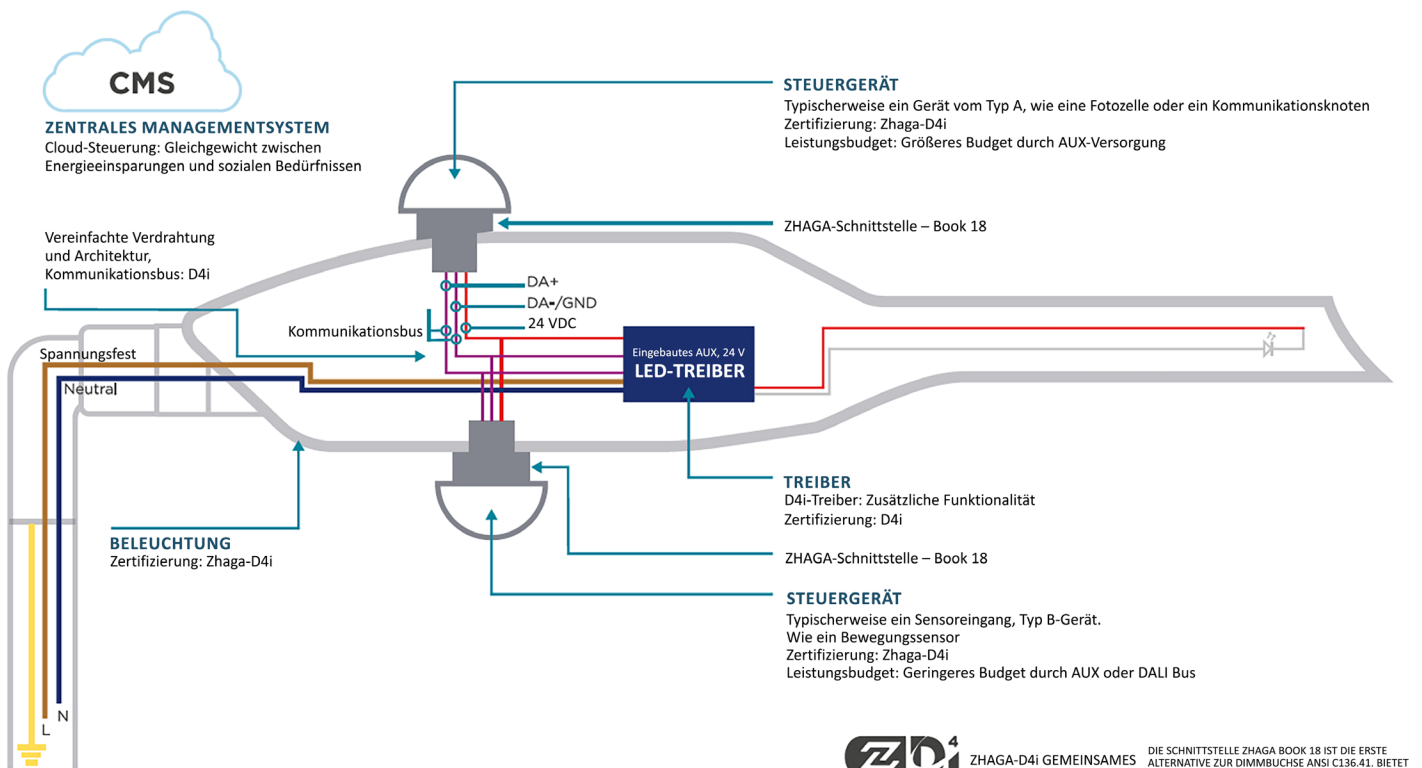 CMS
ZENTRALES MANAGEMENTSYSTEM
Cloud-Steuerung: Gleichgewicht zwischen
Energieeinsparungen und sozialen Bedürfnissen
STEUERGERÄT
Typischerweise ein Gerät vom Typ A, wie eine Fotozelle oder ein Kommunikationsknoten
Zertifizierung: Zhaga-D4i
Leistungsbudget: Größeres Budget durch AUX-Versorgung
ZHAGA-Schnittstelle – Book 18
Vereinfachte Verdrahtung
und Architektur,
Kommunikationsbus: D4i
DA+
DA-/GND
24 VDC
Kommunikationsbus
Spannungsfest
Neutral
Eingebautes AUX, 24 V
LED-TREIBER
TREIBER
D4i-Treiber: Zusätzliche Funktionalität
Zertifizierung: D4i
BELEUCHTUNG
Zertifizierung: Zhaga-D4i
ZHAGA-Schnittstelle – Book 18
STEUERGERÄT
Typischerweise ein Sensoreingang, Typ B-Gerät.
Wie ein Bewegungssensor
Zertifizierung: Zhaga-D4i
Leistungsbudget: Geringeres Budget durch AUX oder DALI Bus
N
L
ZD4i
ZHAGA-D4i GEMEINSAMES
DIE SCHNITTSTELLE ZHAGA BOOK 18 IST DIE ERSTE
ALTERNATIVE ZUR DIMMBUCHSE ANSI C136.41. BIETET